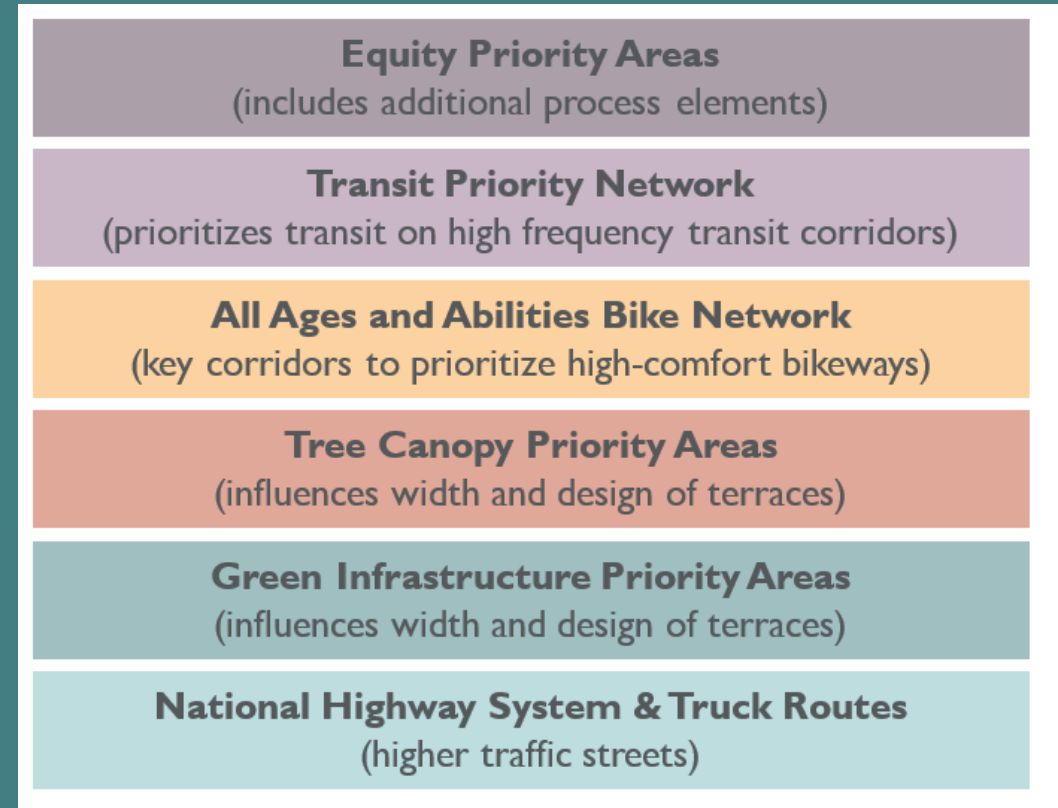 Equity Priority Areas
(includes additional process elements)
Transit Priority Network
(prioritizes transit on high frequency transit corridors)
All Ages and Abilities Bike Network
(key corridors to prioritize high-comfort bikeways)
Tree Canopy Priority Areas
(influences width and design of terraces)
Green Infrastructure Priority Areas
(influences width and design of terraces)
National Highway System & Truck Routes
(higher traffic streets)